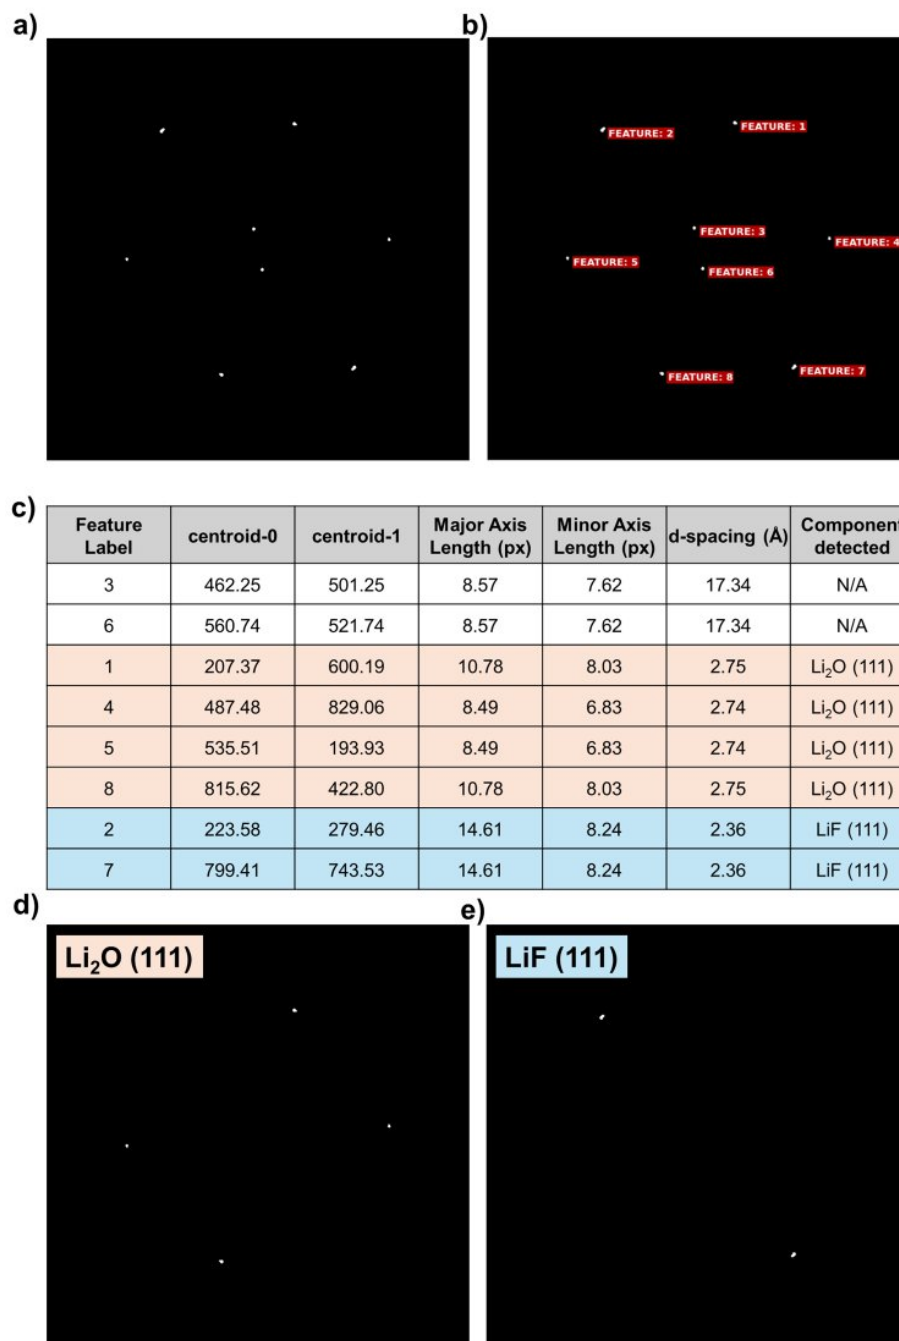 a)
b)
FEATURE: 1
FEATURE: 2
FEATURE: 3
FEATURE: 4
FEATURE: 5
FEATURE: 6
FEATURE: 7
FEATURE: 8
c)
Feature Label centroid-0 centroid-1 Major Axis Length (px) Minor Axis Length (px) d-spacing (Å) Component detected
3 462.25 501.25 8.57 7.62 17.34 N/A
6 560.74 521.74 8.57 7.62 17.34 N/A
1 207.37 600.19 10.78 8.03 2.75 Li₂O (111)
4 487.48 829.06 8.49 6.83 2.74 Li₂O (111)
5 535.51 193.93 8.49 6.83 2.74 Li₂O (111)
8 815.62 422.80 10.78 8.03 2.75 Li₂O (111)
2 223.58 279.46 14.61 8.24 2.36 LiF (111)
7 799.41 743.53 14.61 8.24 2.36 LiF (111)
d)
e)
Li₂O (111)
LiF (111)